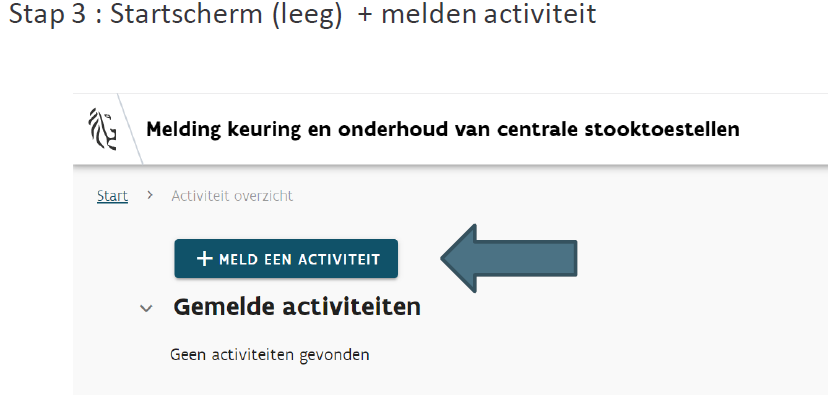 Stap 3 : Startscherm (leeg) + melden activiteit
Melding keuring en onderhoud van centrale stooktoestellen
Start > Activiteit overzicht
+ MELD EEN ACTIVITEIT
Gemelde activiteiten
Geen activiteiten gevonden